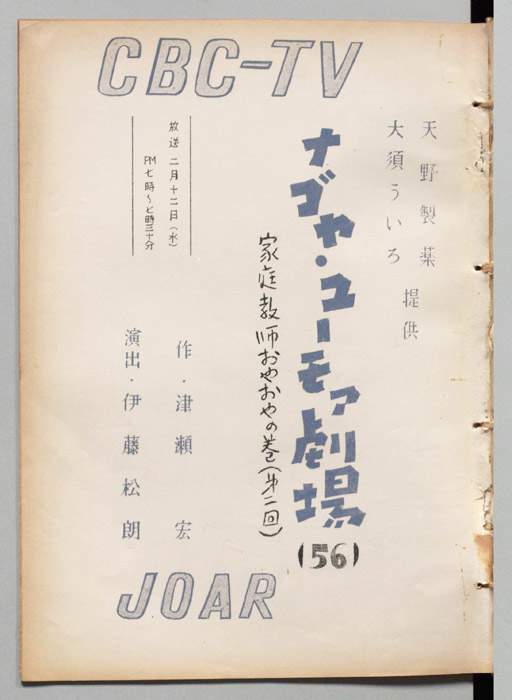 CBC-TV
天野製薬
大須ういろ 提供
ナゴヤ・ユーモア劇場
(56)
家庭教師おやおやの巻(第二回)
作・津瀬 宏
演出・伊藤松朗
放送 二月十二日(水)
PM七時〜七時三十分
JOAR